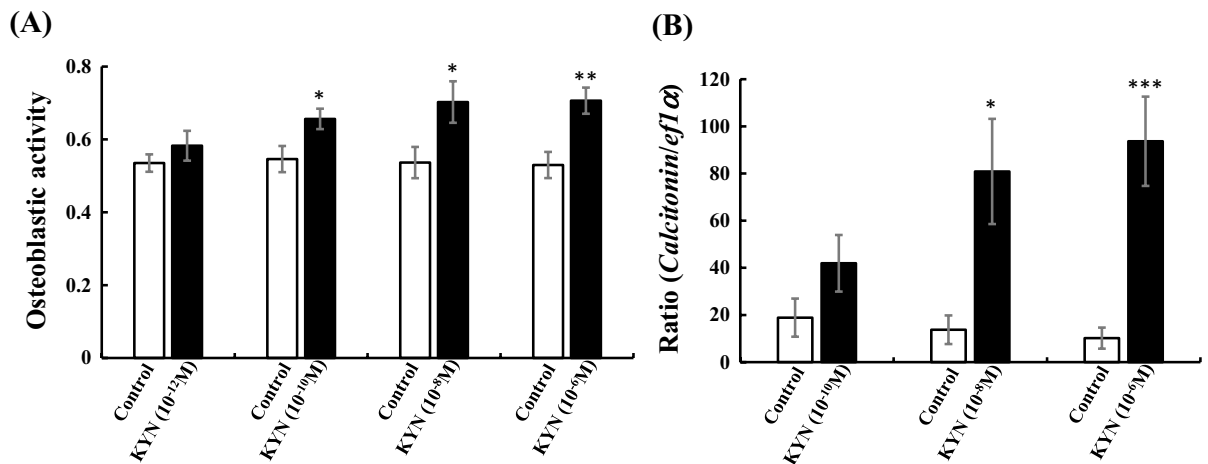 (A)
Osteoblastic activity
0.8
0.6
0.4
0.2
0
*
*
**
Control
KYN (10⁻¹²M)
Control
KYN (10⁻¹⁰M)
Control
KYN (10⁻⁸M)
Control
KYN (10⁻⁶M)
(B)
Ratio (Calcitonin/ef1α)
120
100
80
60
40
20
0
*
***
Control
KYN (10⁻¹⁰M)
Control
KYN (10⁻⁸M)
Control
KYN (10⁻⁶M)